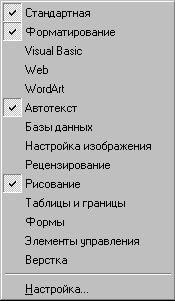 Стандартная
Форматирование
Visual Basic
Web
WordArt
Автотекст
Базы данных
Настройка изображения
Рецензирование
Рисование
Таблицы и границы
Формы
Элементы управления
Верстка
Настройка...